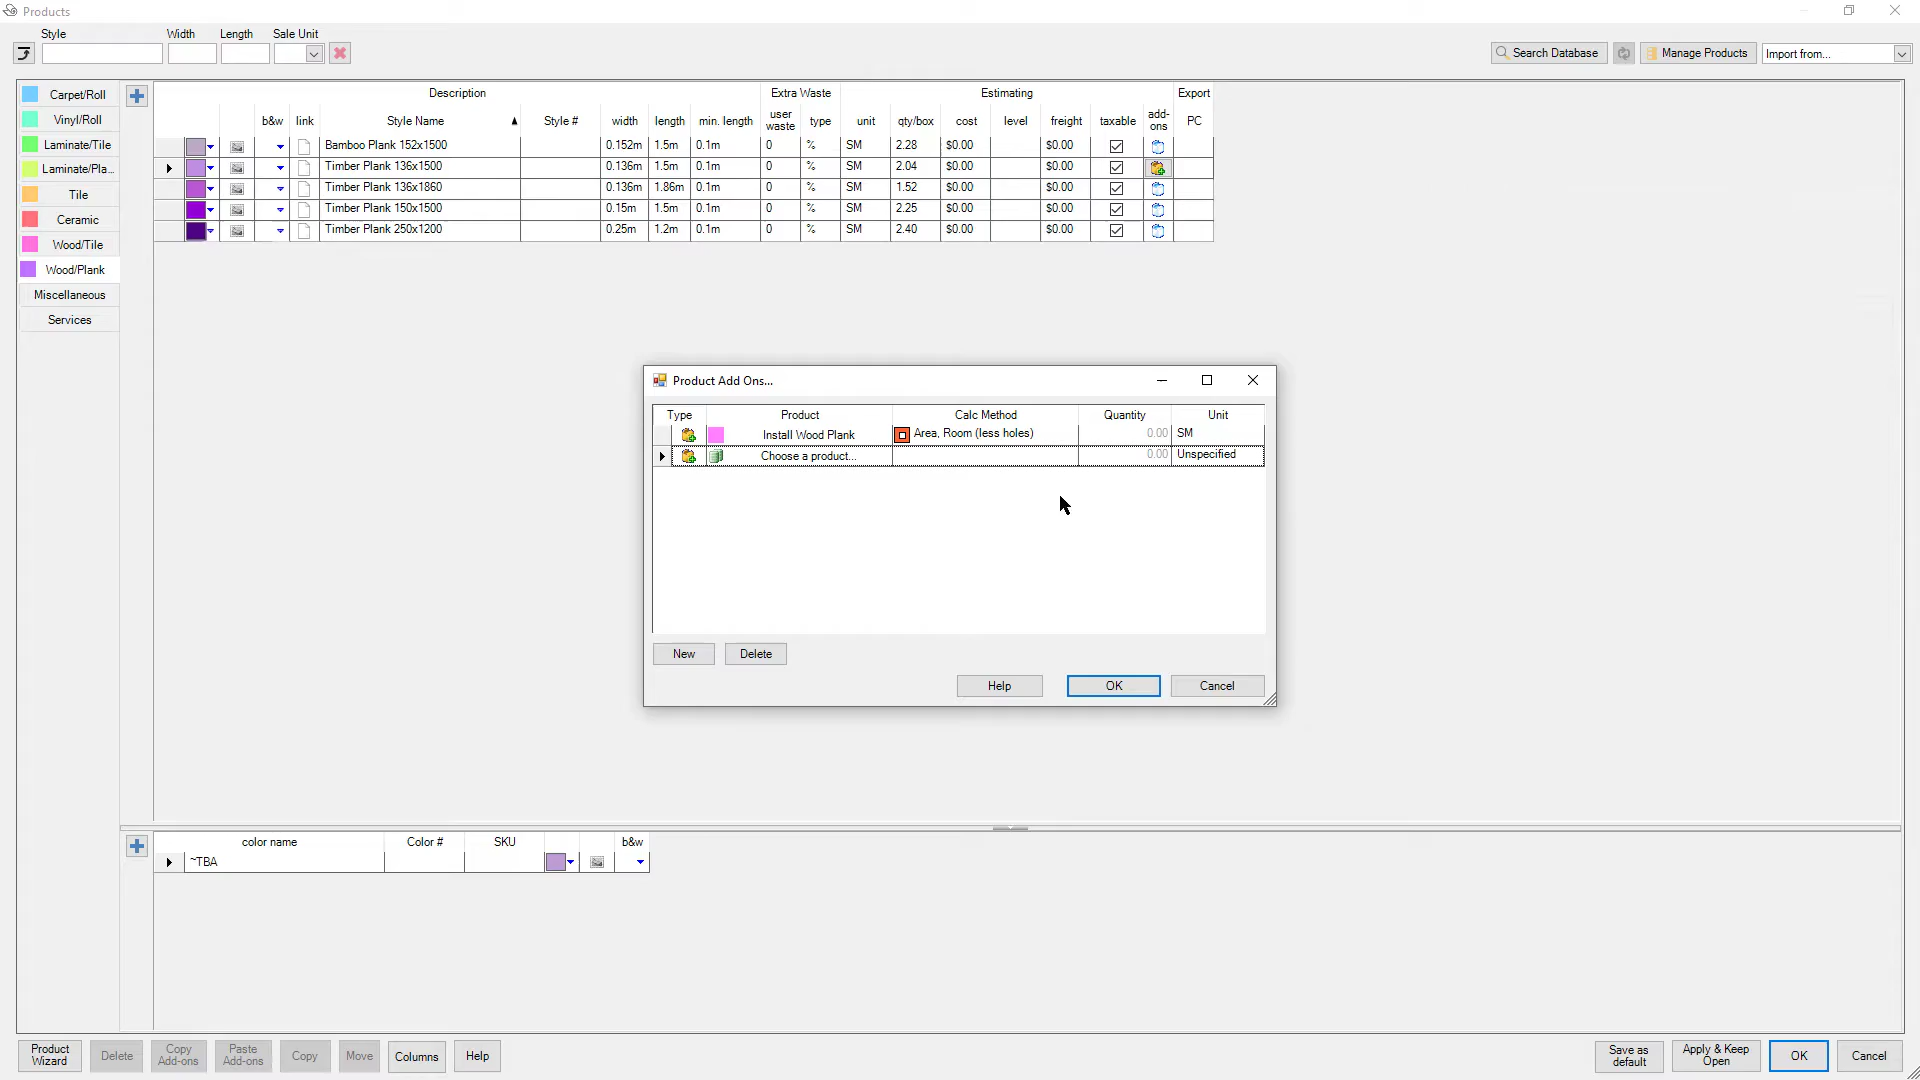 Products
Style Width Length Sale Unit
Search Database Manage Products Import from...
Carpet/Roll
Vinyl/Roll
Laminate/Tile
Laminate/Pla...
Tile
Ceramic
Wood/Tile
Wood/Plank
Miscellaneous
Services
Description Extra Waste Estimating Export
b&w link Style Name Style # width length min. length user waste type unit qty/box cost level freight taxable add-ons PC
Bamboo Plank 152x1500 0.152m 1.5m 0.1m 0 % SM 2.28 $0.00 $0.00
Timber Plank 136x1500 0.136m 1.5m 0.1m 0 % SM 2.04 $0.00 $0.00
Timber Plank 136x1860 0.136m 1.86m 0.1m 0 % SM 1.52 $0.00 $0.00
Timber Plank 150x1500 0.15m 1.5m 0.1m 0 % SM 2.25 $0.00 $0.00
Timber Plank 250x1200 0.25m 1.2m 0.1m 0 % SM 2.40 $0.00 $0.00
Product Add Ons...
Type Product Calc Method Quantity Unit
Install Wood Plank Area, Room (less holes) 0.00 SM
Choose a product... 0.00 Unspecified
New Delete
Help OK Cancel
color name Color # SKU b&w
~TBA
Product Wizard Delete Copy Add-ons Paste Add-ons Copy Move Columns Help Save as default Apply & Keep Open OK Cancel